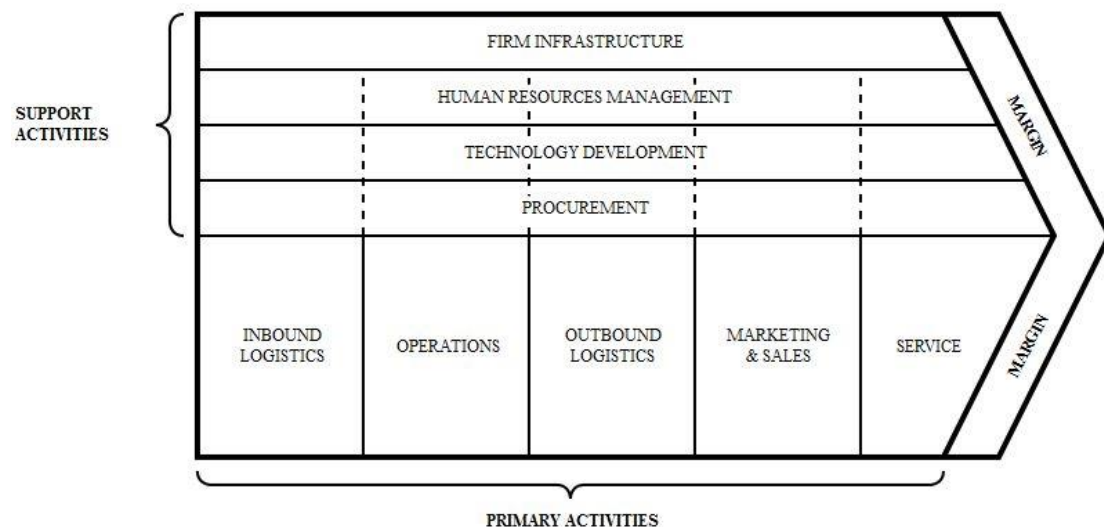 FIRM INFRASTRUCTURE
HUMAN RESOURCES MANAGEMENT
SUPPORT
ACTIVITIES
TECHNOLOGY DEVELOPMENT
PROCUREMENT
MARGIN
INBOUND
LOGISTICS
OPERATIONS
OUTBOUND
LOGISTICS
MARKETING
& SALES
SERVICE
MARGIN
PRIMARY ACTIVITIES